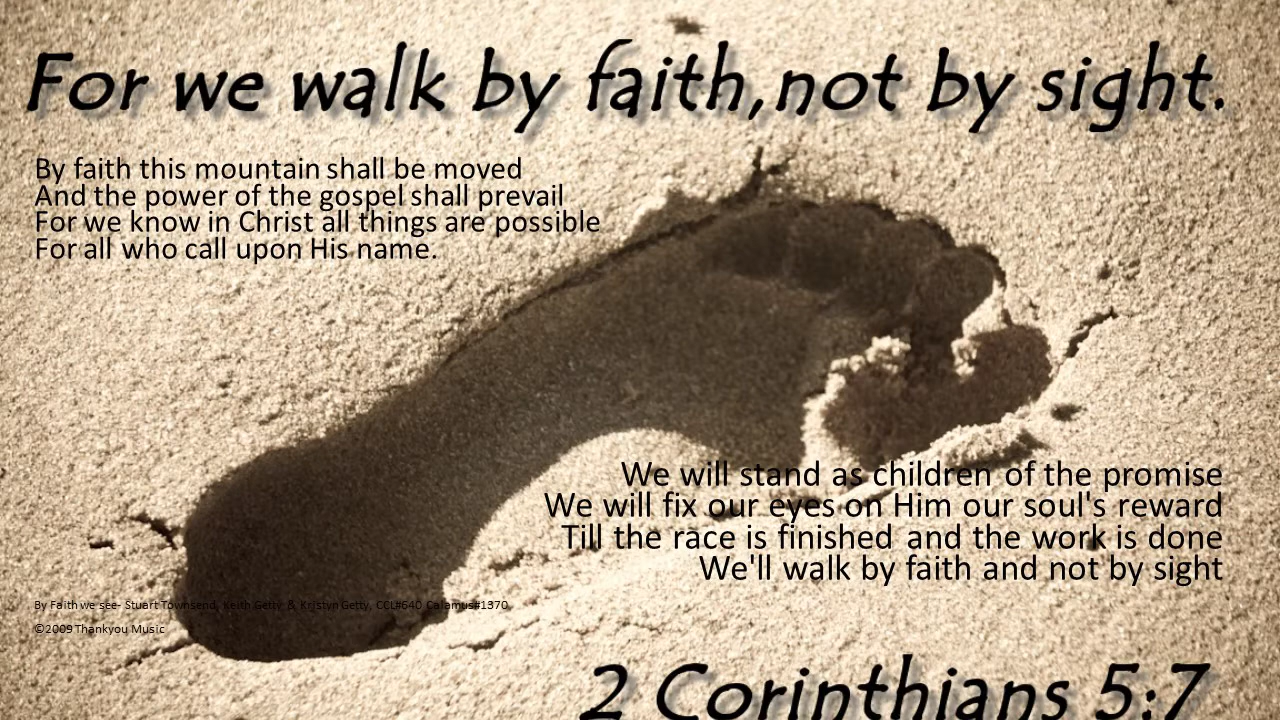 For we walk by faith,not by sight.
By faith this mountain shall be moved
And the power of the gospel shall prevail
For we know in Christ all things are possible
For all who call upon His name.
We will stand as children of the promise
We will fix our eyes on Him our soul's reward
Till the race is finished and the work is done
We'll walk by faith and not by sight
By Faith we see- Stuart Townsend, Keith Getty & Kristyn Getty, CCL#640 Calamus#1370
©2009 Thankyou Music
2 Corinthians 5:7